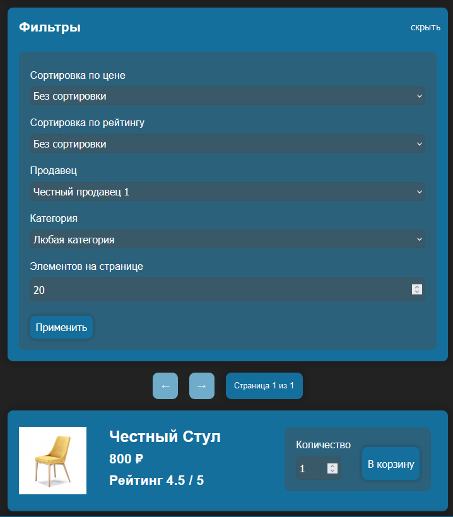 Фильтры
скрыть
Сортировка по цене
Без сортировки
Сортировка по рейтингу
Без сортировки
Продавец
Честный продавец 1
Категория
Любая категория
Элементов на странице
20
Применить
← → Страница 1 из 1
Честный Стул
800 ₽
Рейтинг 4.5 / 5
Количество
1
В корзину